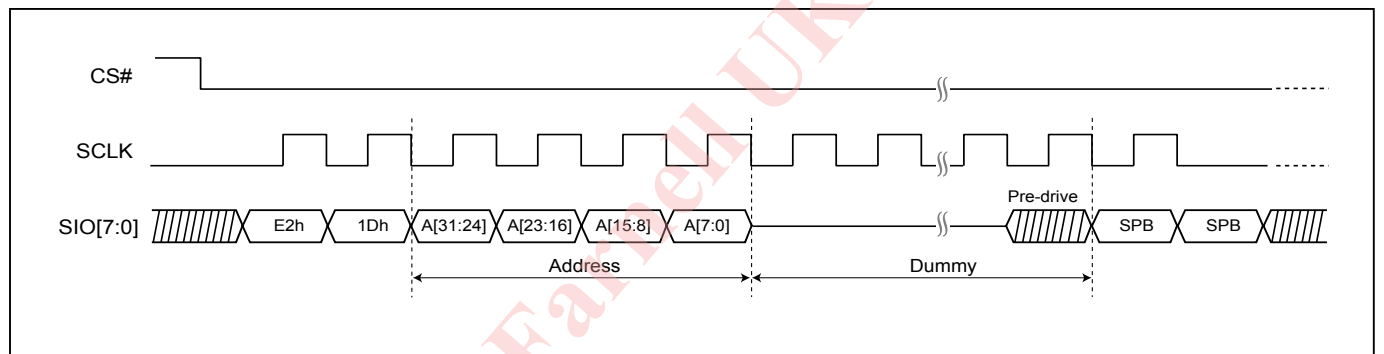 CS#
SCLK
Pre-drive
SIO[7:0] E2h 1Dh A[31:24] A[23:16] A[15:8] A[7:0] SPB SPB
Address Dummy
Farnell UK